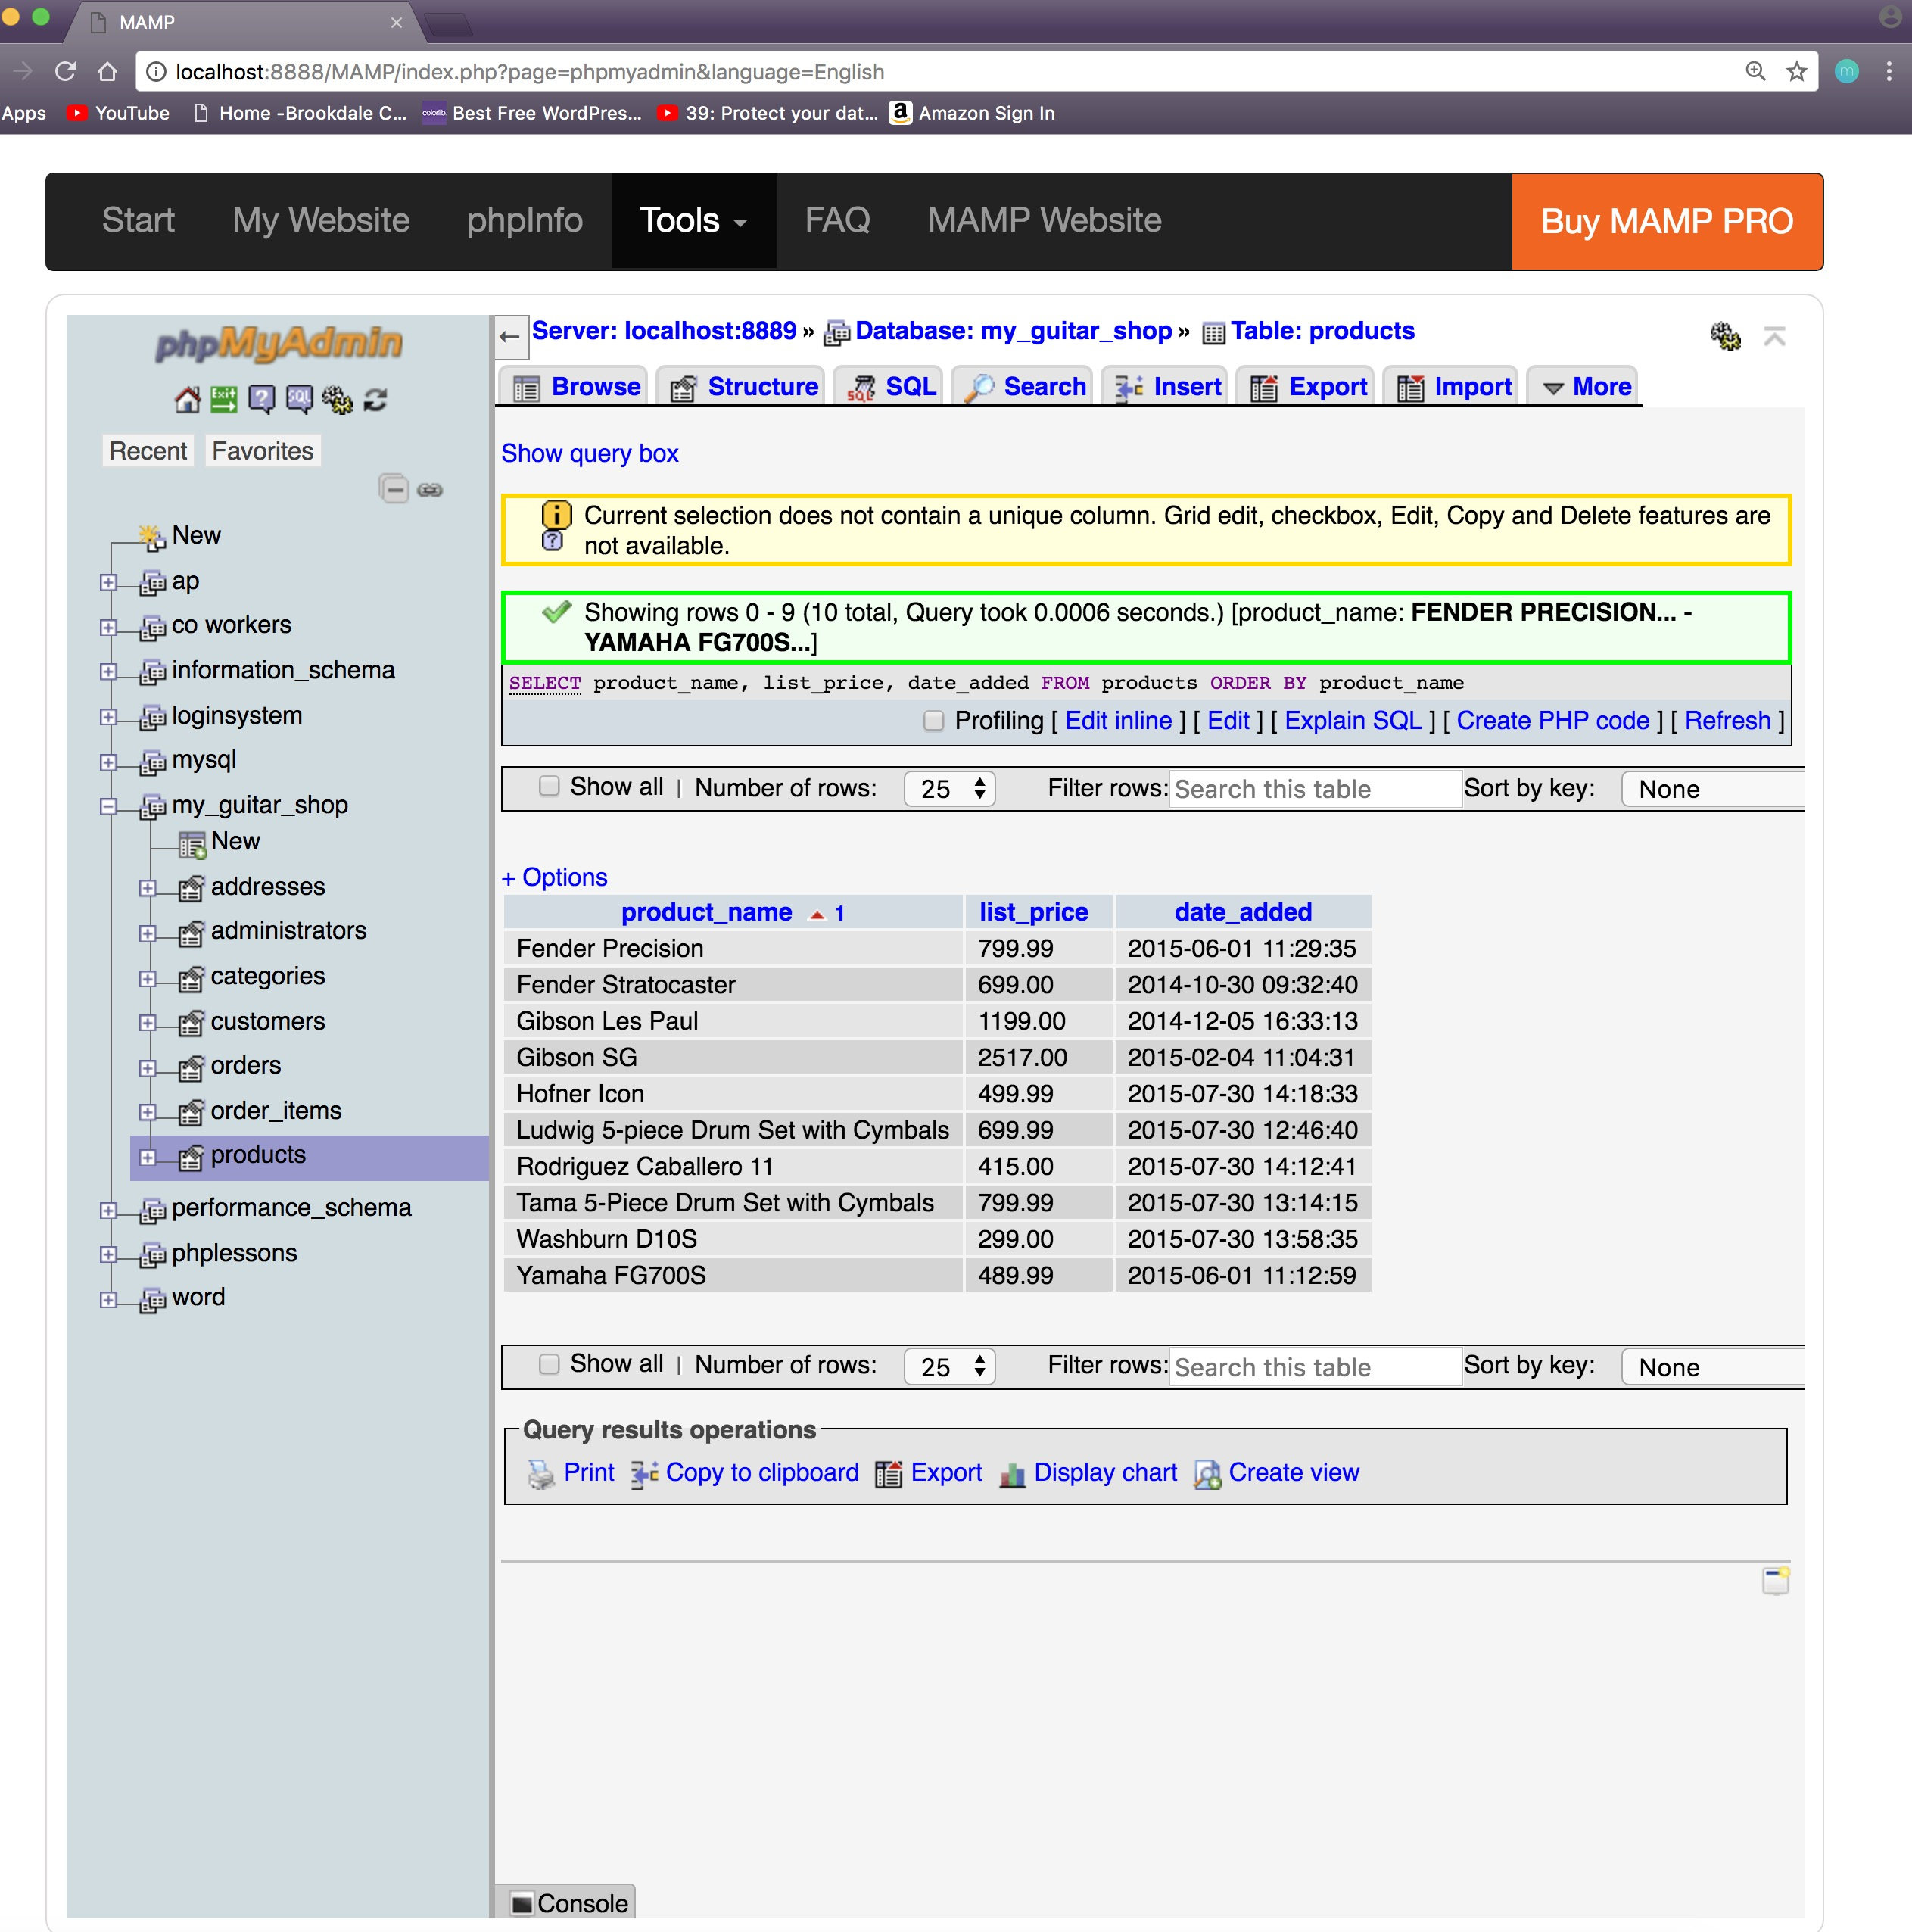 MAMP
localhost:8888/MAMP/index.php?page=phpmyadmin&language=English
Apps YouTube Home -Brookdale C... colorlib Best Free WordPres... 39: Protect your dat... a Amazon Sign In
Start My Website phpInfo Tools FAQ MAMP Website Buy MAMP PRO
phpMyAdmin
Exit ? SQL
Recent Favorites
New
ap
co workers
information_schema
loginsystem
mysql
my_guitar_shop
New
addresses
administrators
categories
customers
orders
order_items
products
performance_schema
phplessons
word
← Server: localhost:8889 » Database: my_guitar_shop » Table: products
Browse Structure SQL Search Insert Export Import More
Show query box
Current selection does not contain a unique column. Grid edit, checkbox, Edit, Copy and Delete features are
not available.
Showing rows 0 - 9 (10 total, Query took 0.0006 seconds.) [product_name: FENDER PRECISION... -
YAMAHA FG700S...]
SELECT product_name, list_price, date_added FROM products ORDER BY product_name
Profiling [ Edit inline ] [ Edit ] [ Explain SQL ] [ Create PHP code ] [ Refresh ]
Show all | Number of rows: 25 Filter rows: Search this table Sort by key: None
+ Options
product_name 1 list_price date_added
Fender Precision 799.99 2015-06-01 11:29:35
Fender Stratocaster 699.00 2014-10-30 09:32:40
Gibson Les Paul 1199.00 2014-12-05 16:33:13
Gibson SG 2517.00 2015-02-04 11:04:31
Hofner Icon 499.99 2015-07-30 14:18:33
Ludwig 5-piece Drum Set with Cymbals 699.99 2015-07-30 12:46:40
Rodriguez Caballero 11 415.00 2015-07-30 14:12:41
Tama 5-Piece Drum Set with Cymbals 799.99 2015-07-30 13:14:15
Washburn D10S 299.00 2015-07-30 13:58:35
Yamaha FG700S 489.99 2015-06-01 11:12:59
Show all | Number of rows: 25 Filter rows: Search this table Sort by key: None
Query results operations
Print Copy to clipboard Export Display chart Create view
Console